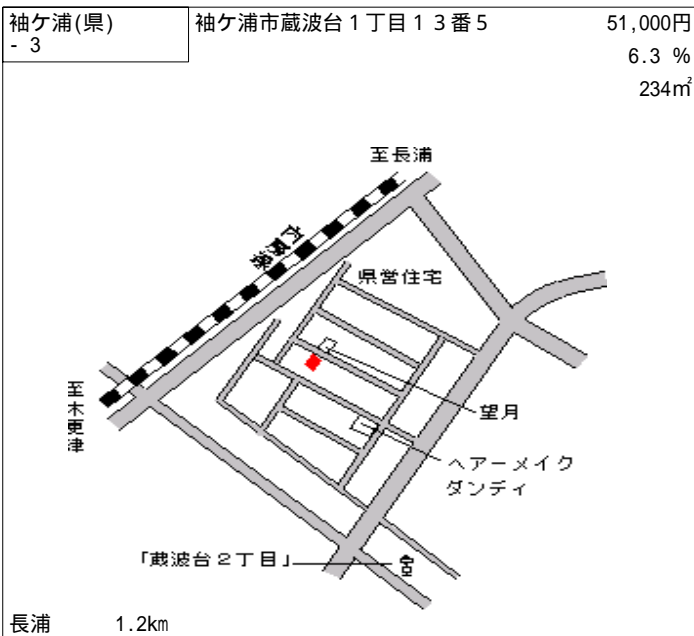 袖ケ浦(県)
- 3
袖ケ浦市蔵波台1丁目13番5
51,000円
6.3 %
234㎡
至長浦
内房線
県営住宅
至木更津
望月
ヘアーメイク
ダンディ
「蔵波台2丁目」
長浦 1.2km